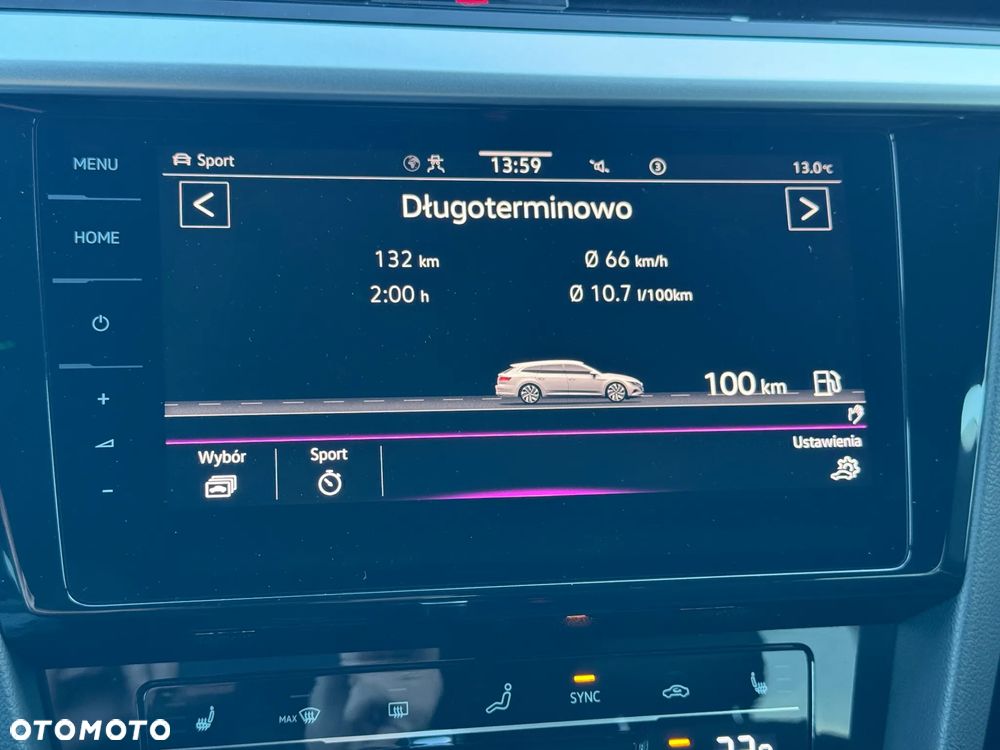 MENU
HOME
Sport
13:59
3
13.0°C
<
Długoterminowo
>
132 km
Ø 66 km/h
2:00 h
Ø 10.7 l/100km
100 km
Wybór
Sport
Ustawienia
+
-
MAX
SYNC
OTOMOTO